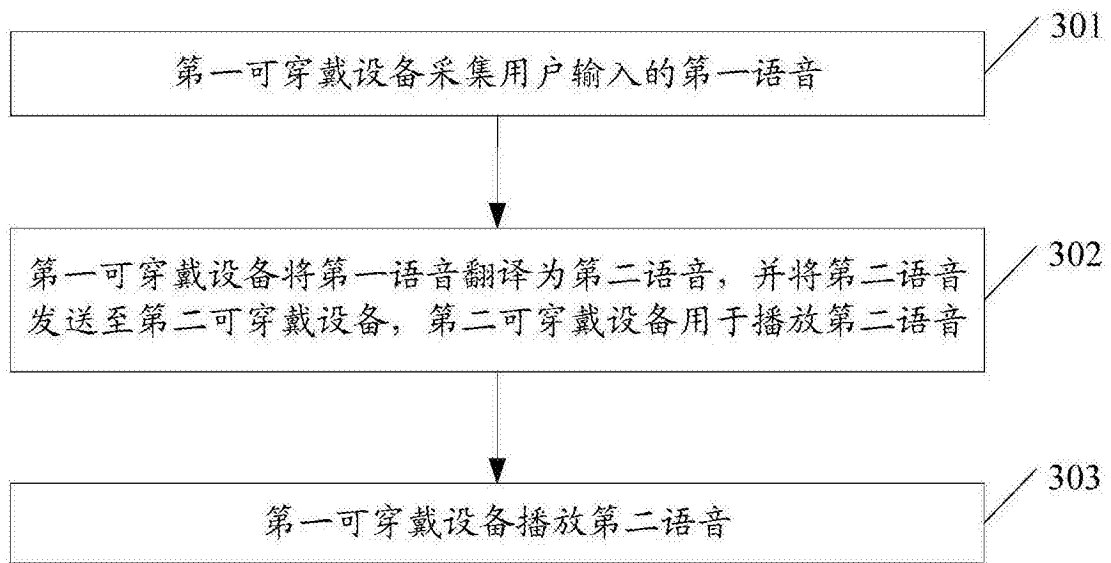 301
第一可穿戴设备采集用户输入的第一语音
302
第一可穿戴设备将第一语音翻译为第二语音，并将第二语音
发送至第二可穿戴设备，第二可穿戴设备用于播放第二语音
303
第一可穿戴设备播放第二语音